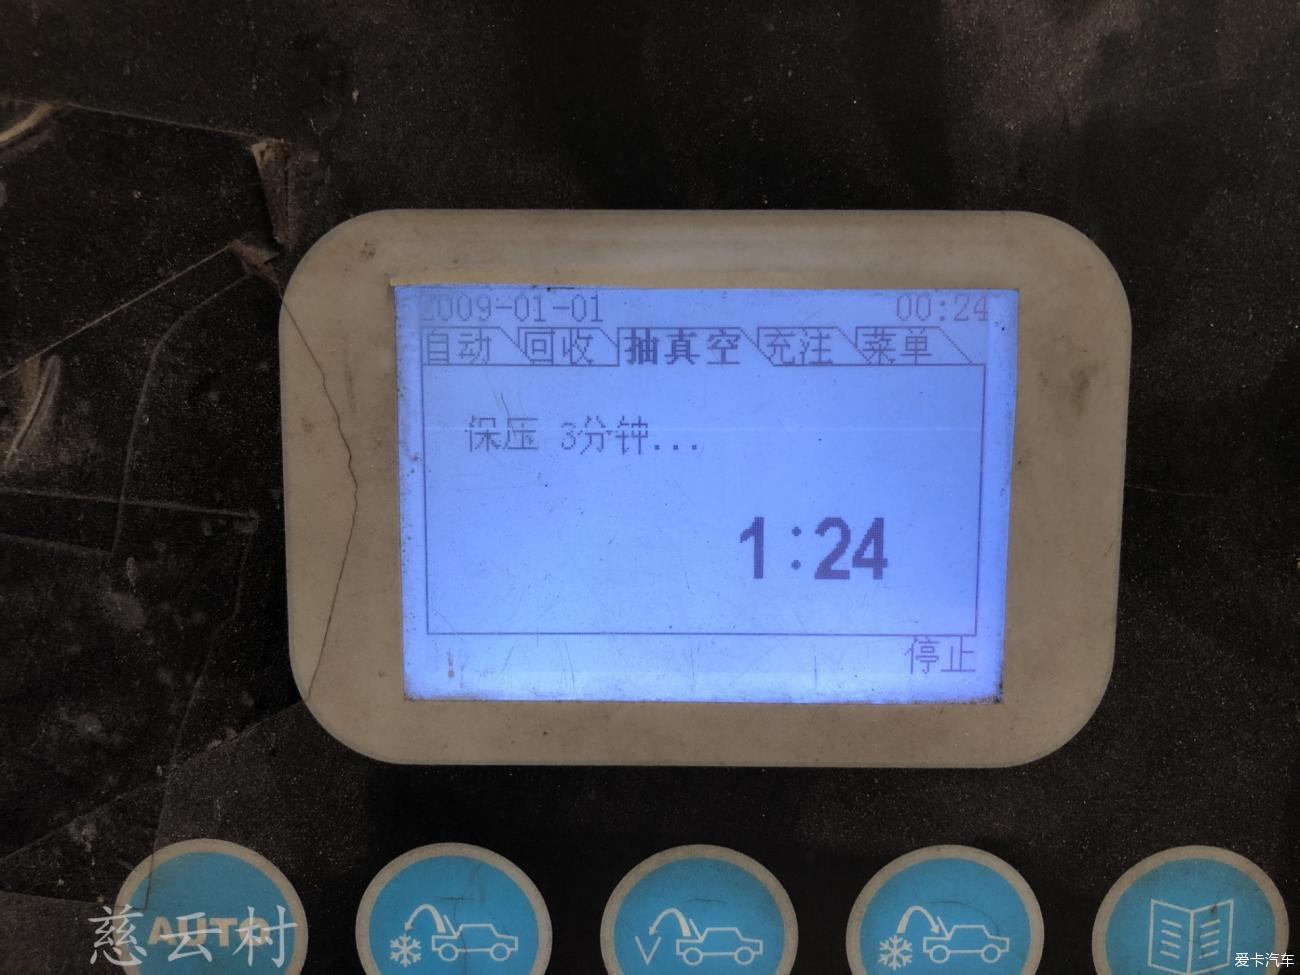 2009-01-01 00:24
自动 回收 抽真空 充注 菜单
保压 3分钟...
1:24
停止
AUTO
V
慈云村
爱卡汽车